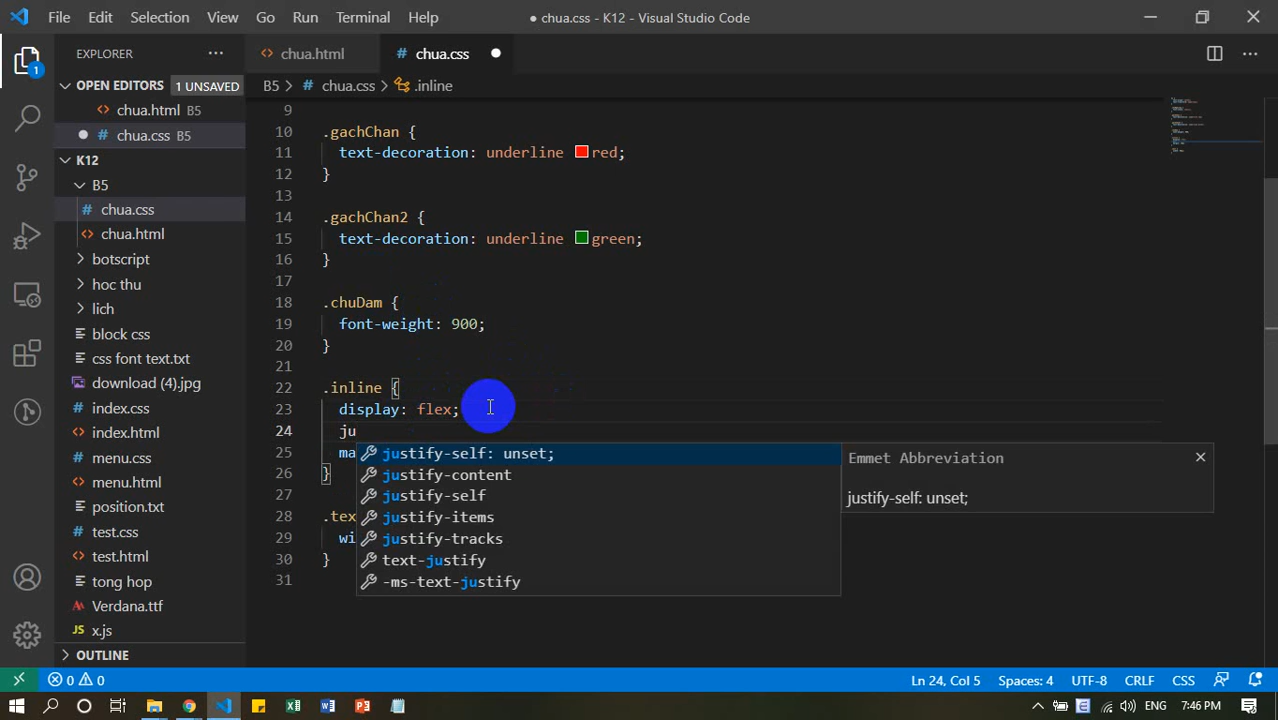 File Edit Selection View Go Run Terminal Help
● chua.css - K12 - Visual Studio Code
EXPLORER
chua.html
chua.css
OPEN EDITORS 1 UNSAVED
B5 > chua.css > .inline
chua.html B5
chua.css B5
K12
B5
chua.css
chua.html
botscript
hoc thu
lich
block css
css font text.txt
download (4).jpg
index.css
index.html
menu.css
menu.html
position.txt
test.css
test.html
tong hop
Verdana.ttf
x.js
OUTLINE
9
10 .gachChan {
11 text-decoration: underline red;
12 }
13
14 .gachChan2 {
15 text-decoration: underline green;
16 }
17
18 .chuDam {
19 font-weight: 900;
20 }
21
22 .inline {
23 display: flex;
24 ju
25 ma
26 }
27
28 .tex
29 wi
30 }
31
justify-self: unset;
justify-content
justify-self
justify-items
justify-tracks
text-justify
-ms-text-justify
Emmet Abbreviation
justify-self: unset;
1
0 0
Ln 24, Col 5 Spaces: 4 UTF-8 CRLF CSS
ENG 7:46 PM